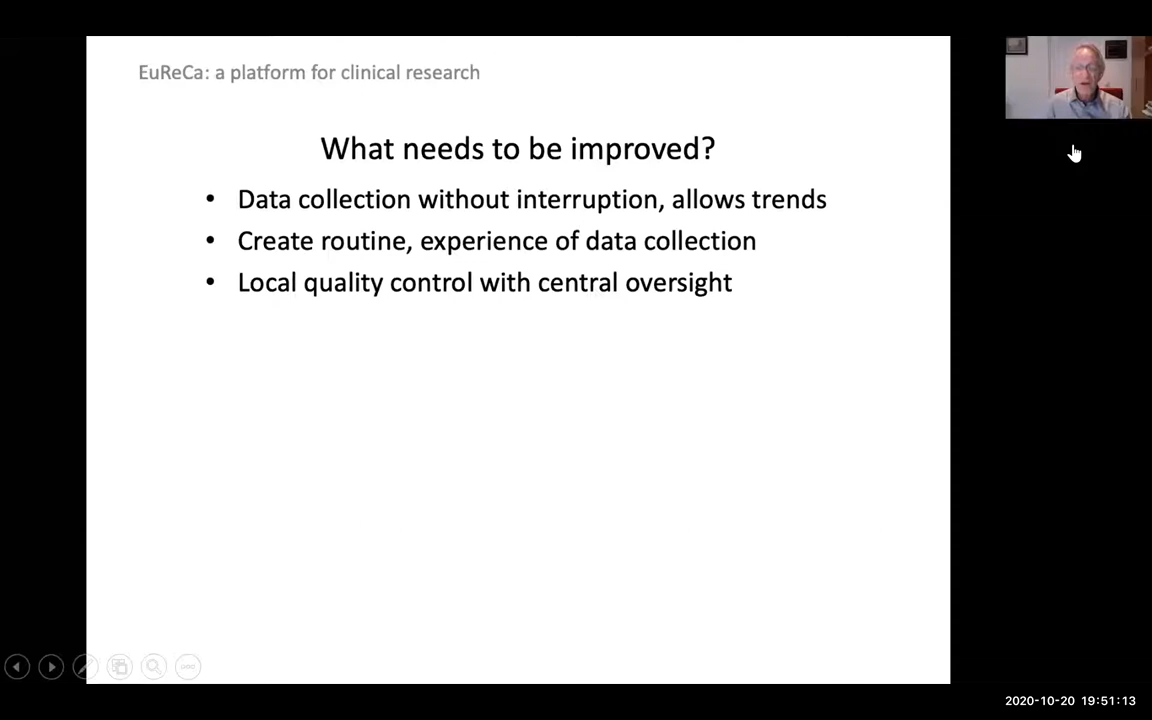 EuReCa: a platform for clinical research
What needs to be improved?
• Data collection without interruption, allows trends
• Create routine, experience of data collection
• Local quality control with central oversight
2020-10-20 19:51:13